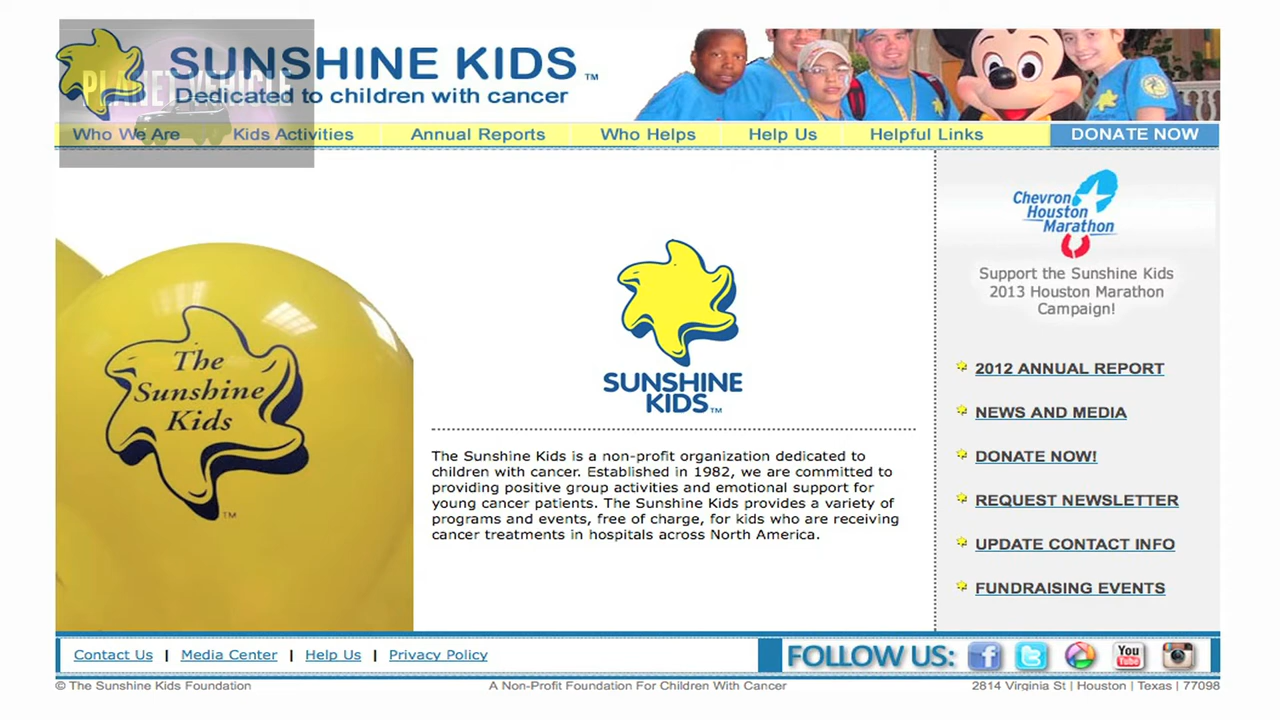 PLANET VEHICLE
SUNSHINE KIDS™
Dedicated to children with cancer
Who We Are
Kids Activities
Annual Reports
Who Helps
Help Us
Helpful Links
DONATE NOW
The
Sunshine
Kids
™
SUNSHINE
KIDS™
The Sunshine Kids is a non-profit organization dedicated to
children with cancer. Established in 1982, we are committed to
providing positive group activities and emotional support for
young cancer patients. The Sunshine Kids provides a variety of
programs and events, free of charge, for kids who are receiving
cancer treatments in hospitals across North America.
Chevron
Houston
Marathon
Support the Sunshine Kids
2013 Houston Marathon
Campaign!
2012 ANNUAL REPORT
NEWS AND MEDIA
DONATE NOW!
REQUEST NEWSLETTER
UPDATE CONTACT INFO
FUNDRAISING EVENTS
Contact Us | Media Center | Help Us | Privacy Policy
FOLLOW US:
You
Tube
© The Sunshine Kids Foundation
A Non-Profit Foundation For Children With Cancer
2814 Virginia St | Houston | Texas | 77098